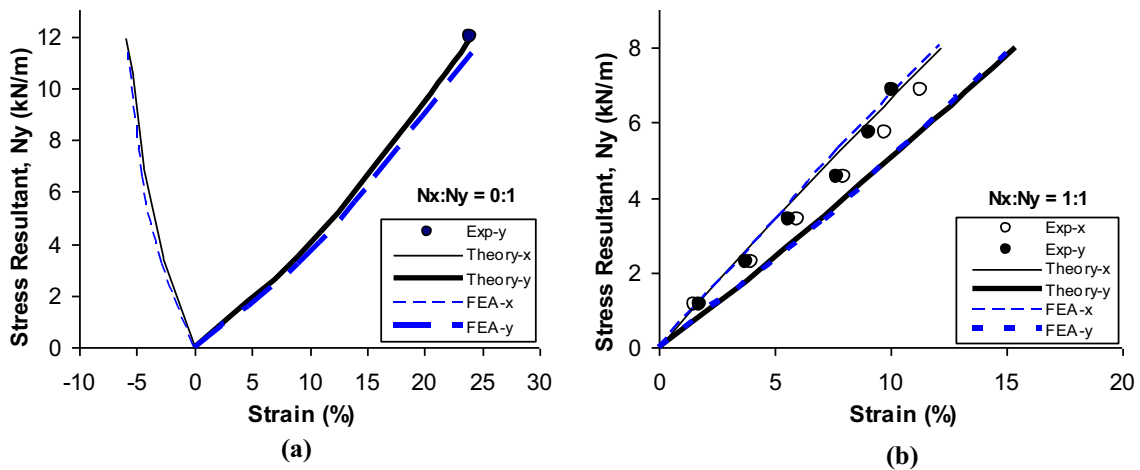 Stress Resultant, Ny (kN/m)
12
10
8
6
4
2
0
-10 -5 0 5 10 15 20 25 30
Strain (%)
Nx:Ny = 0:1
Exp-y
Theory-x
Theory-y
FEA-x
FEA-y
(a)
Stress Resultant, Ny (kN/m)
8
6
4
2
0
0 5 10 15 20
Strain (%)
Nx:Ny = 1:1
Exp-x
Exp-y
Theory-x
Theory-y
FEA-x
FEA-y
(b)